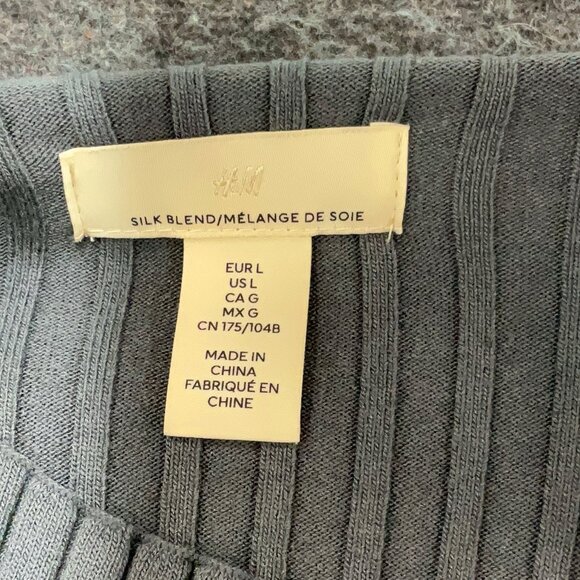 H&M
SILK BLEND/MÉLANGE DE SOIE
EUR L
US L
CA G
MX G
CN 175/104B
MADE IN
CHINA
FABRIQUÉ EN
CHINE